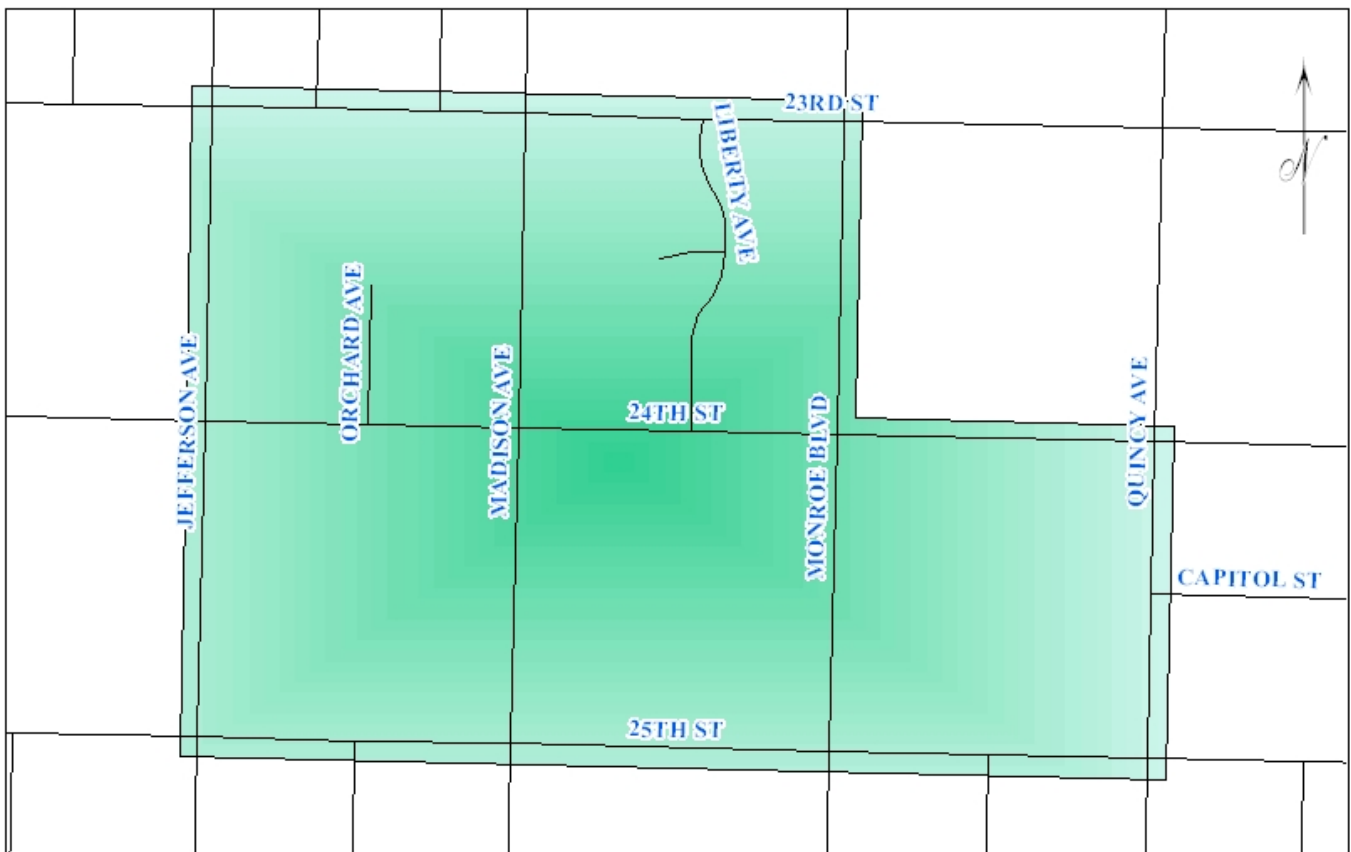 23RD ST
LIBERTY AVE
N
ORCHARD AVE
JEFFERSON AVE
MADISON AVE
24TH ST
MONROE BLVD
QUINCY AVE
CAPITOL ST
25TH ST